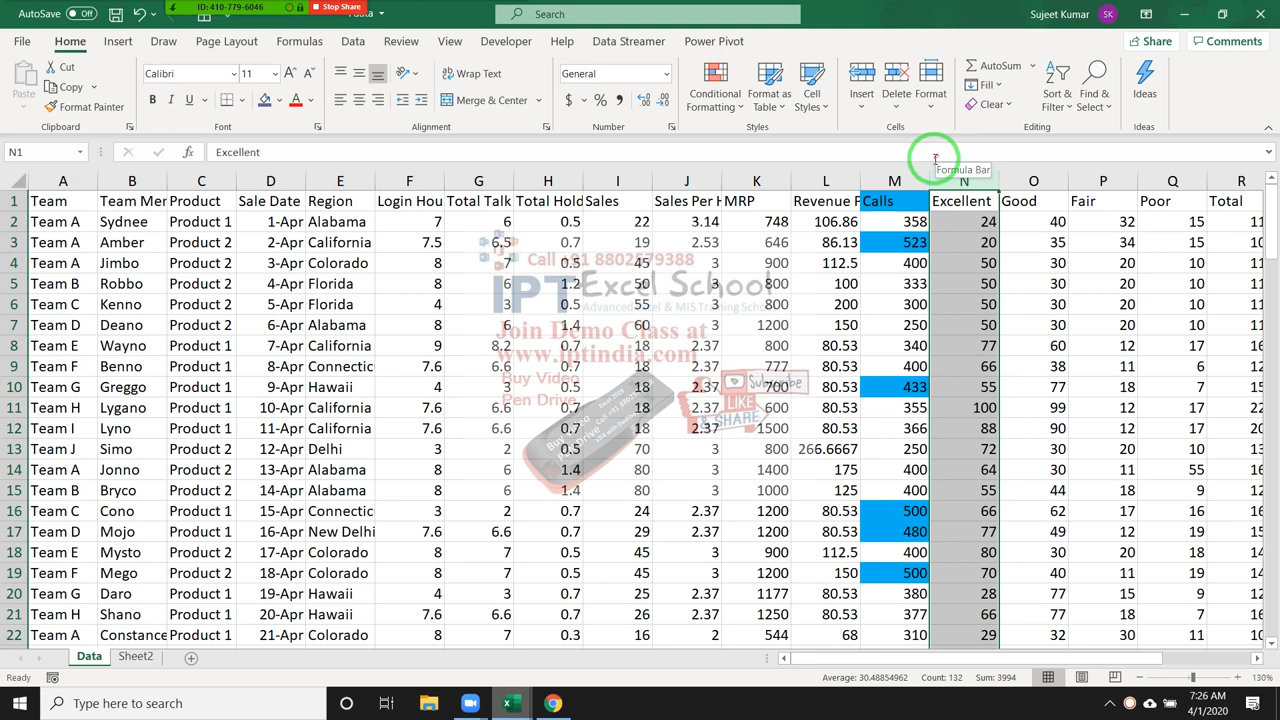 AutoSave Off
ID: 410-779-6046 Stop Share
Search
Sujeet Kumar SK
File Home Insert Draw Page Layout Formulas Data Review View Developer Help Data Streamer Power Pivot Share Comments
Cut
Copy
Format Painter
Paste
Calibri 11
B I U
Wrap Text
Merge & Center
General
Conditional Formatting
Format as Table
Cell Styles
Insert Delete Format
AutoSum
Fill
Clear
Sort & Filter
Find & Select
Ideas
Clipboard Font Alignment Number Styles Cells Editing Ideas
N1 fx Excellent
Formula Bar
A B C D E F G H I J K L M N O P Q R
1 Team Team Mer Product Sale Date Region Login Hou Total Talk Total Hold Sales Sales Per H MRP Revenue P Calls Excellent Good Fair Poor Total
2 Team A Sydnee Product 1 1-Apr Alabama 7 6 0.5 22 3.14 748 106.86 358 24 40 32 15 11
3 Team A Amber Product 2 2-Apr California 7.5 6.5 0.7 19 2.53 646 86.13 523 20 35 34 15 10
4 Team A Jimbo Product 2 3-Apr Colorado 8 7 0.5 45 3 900 112.5 400 50 30 20 10 11
5 Team B Robbo Product 2 4-Apr Florida 8 6 1.2 50 3 800 100 333 50 30 20 10 11
6 Team C Kenno Product 2 5-Apr Florida 4 3 0.5 55 3 800 200 300 50 30 20 10 11
7 Team D Deano Product 2 6-Apr Alabama 8 6 1.4 60 3 1200 150 250 50 30 20 10 11
8 Team E Wayno Product 1 7-Apr Colorado 9 8.2 0.7 18 2.37 340 80.53 340 77 60 12 17 16
9 Team F Benno Product 2 8-Apr Connectic 7.6 6.6 0.7 18 2.37 777 80.53 400 66 38 11 6 12
10 Team G Greggo Product 1 9-Apr Hawaii 4 0.5 18 2.37 700 80.53 433 55 77 18 7 15
11 Team H Lygano Product 1 10-Apr California 7.6 6.6 0.7 18 2.37 600 80.53 355 100 99 12 17 22
12 Team I Lyno Product 1 11-Apr California 7.6 6.6 0.7 18 2.37 1500 80.53 366 88 90 12 17 20
13 Team J Simo Product 2 12-Apr Delhi 3 2 0.5 70 3 800 266.6667 250 72 30 20 10 13
14 Team A Jonno Product 2 13-Apr Alabama 8 6 1.4 80 3 1400 175 400 64 30 11 55 16
15 Team B Bryco Product 2 14-Apr Alabama 8 6 1.4 80 3 1000 125 400 55 44 18 9 12
16 Team C Cono Product 1 15-Apr Connectic 3 2 0.7 24 2.37 1200 80.53 500 66 62 17 16 16
17 Team D Mojo Product 1 16-Apr New Delhi 7.6 6.6 0.7 29 2.37 1200 80.53 480 77 49 12 19 15
18 Team E Mysto Product 2 17-Apr Colorado 8 7 0.5 45 3 900 112.5 400 80 30 20 18 14
19 Team F Mego Product 2 18-Apr Colorado 8 7 0.5 45 3 1200 150 500 70 40 11 19 14
20 Team G Daro Product 1 19-Apr Hawaii 4 3 0.5 25 2.37 1177 80.53 380 28 77 15 9 12
21 Team H Shano Product 1 20-Apr Hawaii 7.6 6.6 0.5 26 2.37 1250 80.53 377 66 77 18 7 16
22 Team A Constance Product 1 21-Apr Colorado 8 7 0.3 16 2 544 68 310 29 32 30 11 10
Call +91 8802579388
IPT Excel School
Advanced Excel & MIS Training School
Join Demo Class at
www.iptindia.com
Buy Video
Pen Drive
Subscribe
LIKE
& SHARE
Data Sheet2
Ready Average: 30.48854962 Count: 132 Sum: 3994 130%
Type here to search
7:26 AM
4/1/2020